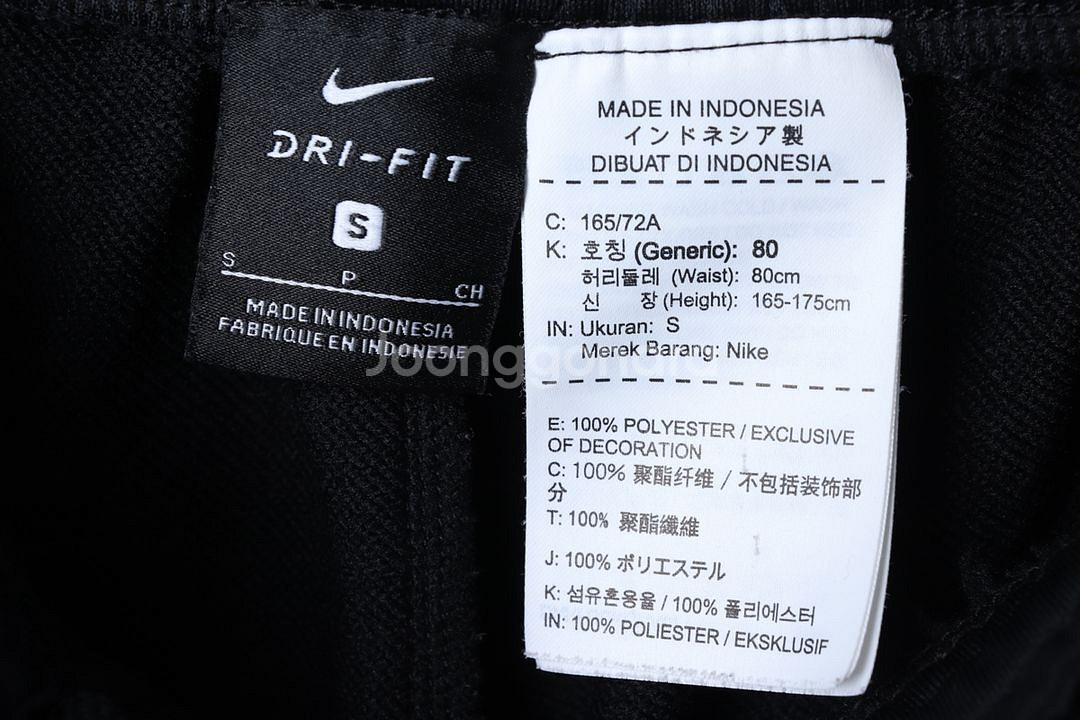 DRI-FIT
S
S
P
CH
MADE IN INDONESIA
FABRIQUE EN INDONESIE
Joonggonara
MADE IN INDONESIA
インドネシア製
DIBUAT DI INDONESIA
C: 165/72A
K: 호칭 (Generic): 80
허리둘레 (Waist): 80cm
신 장 (Height): 165-175cm
IN: Ukuran: S
Merek Barang: Nike
E: 100% POLYESTER / EXCLUSIVE
OF DECORATION
C: 100% 聚酯纤维 / 不包括装饰部
分
T: 100% 聚酯纖維
J: 100% ポリエステル
K: 섬유혼용율 / 100% 폴리에스터
IN: 100% POLIESTER / EKSKLUSIF